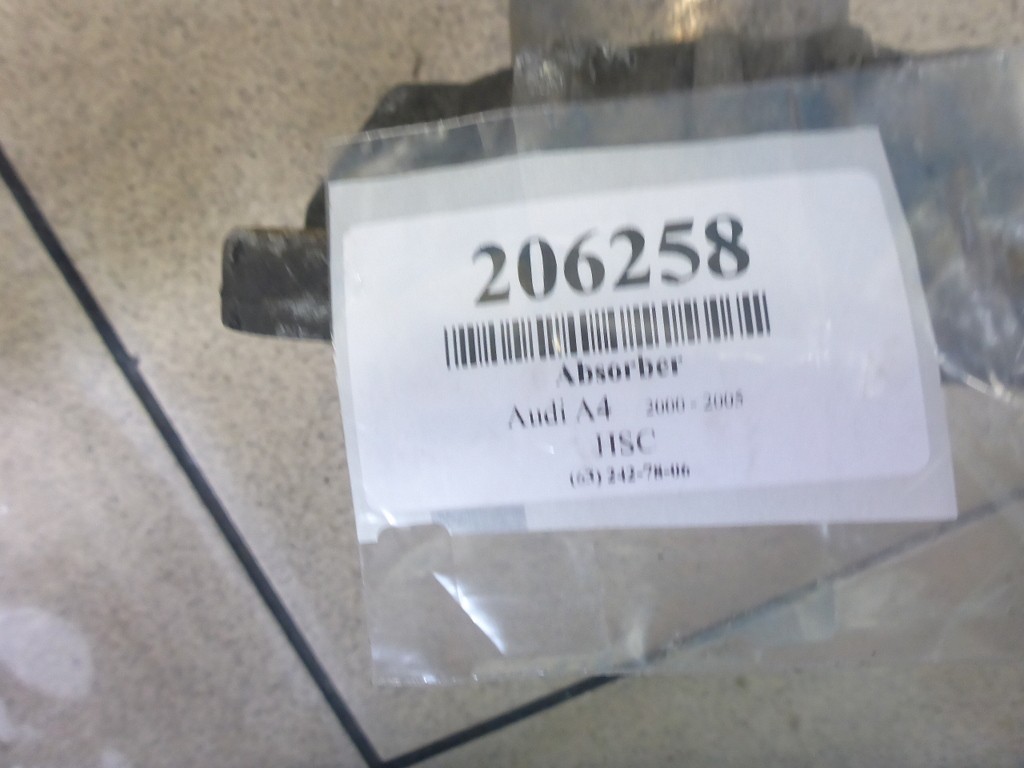 206258
Absorber
Audi A4 2000 - 2005
HSC
(63) 242-78-06